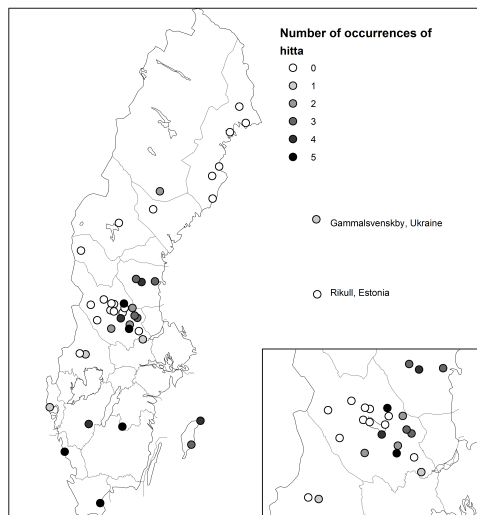 Number of occurrences of
hitta
0
1
2
3
4
5
Gammalsvenskby, Ukraine
Rikull, Estonia